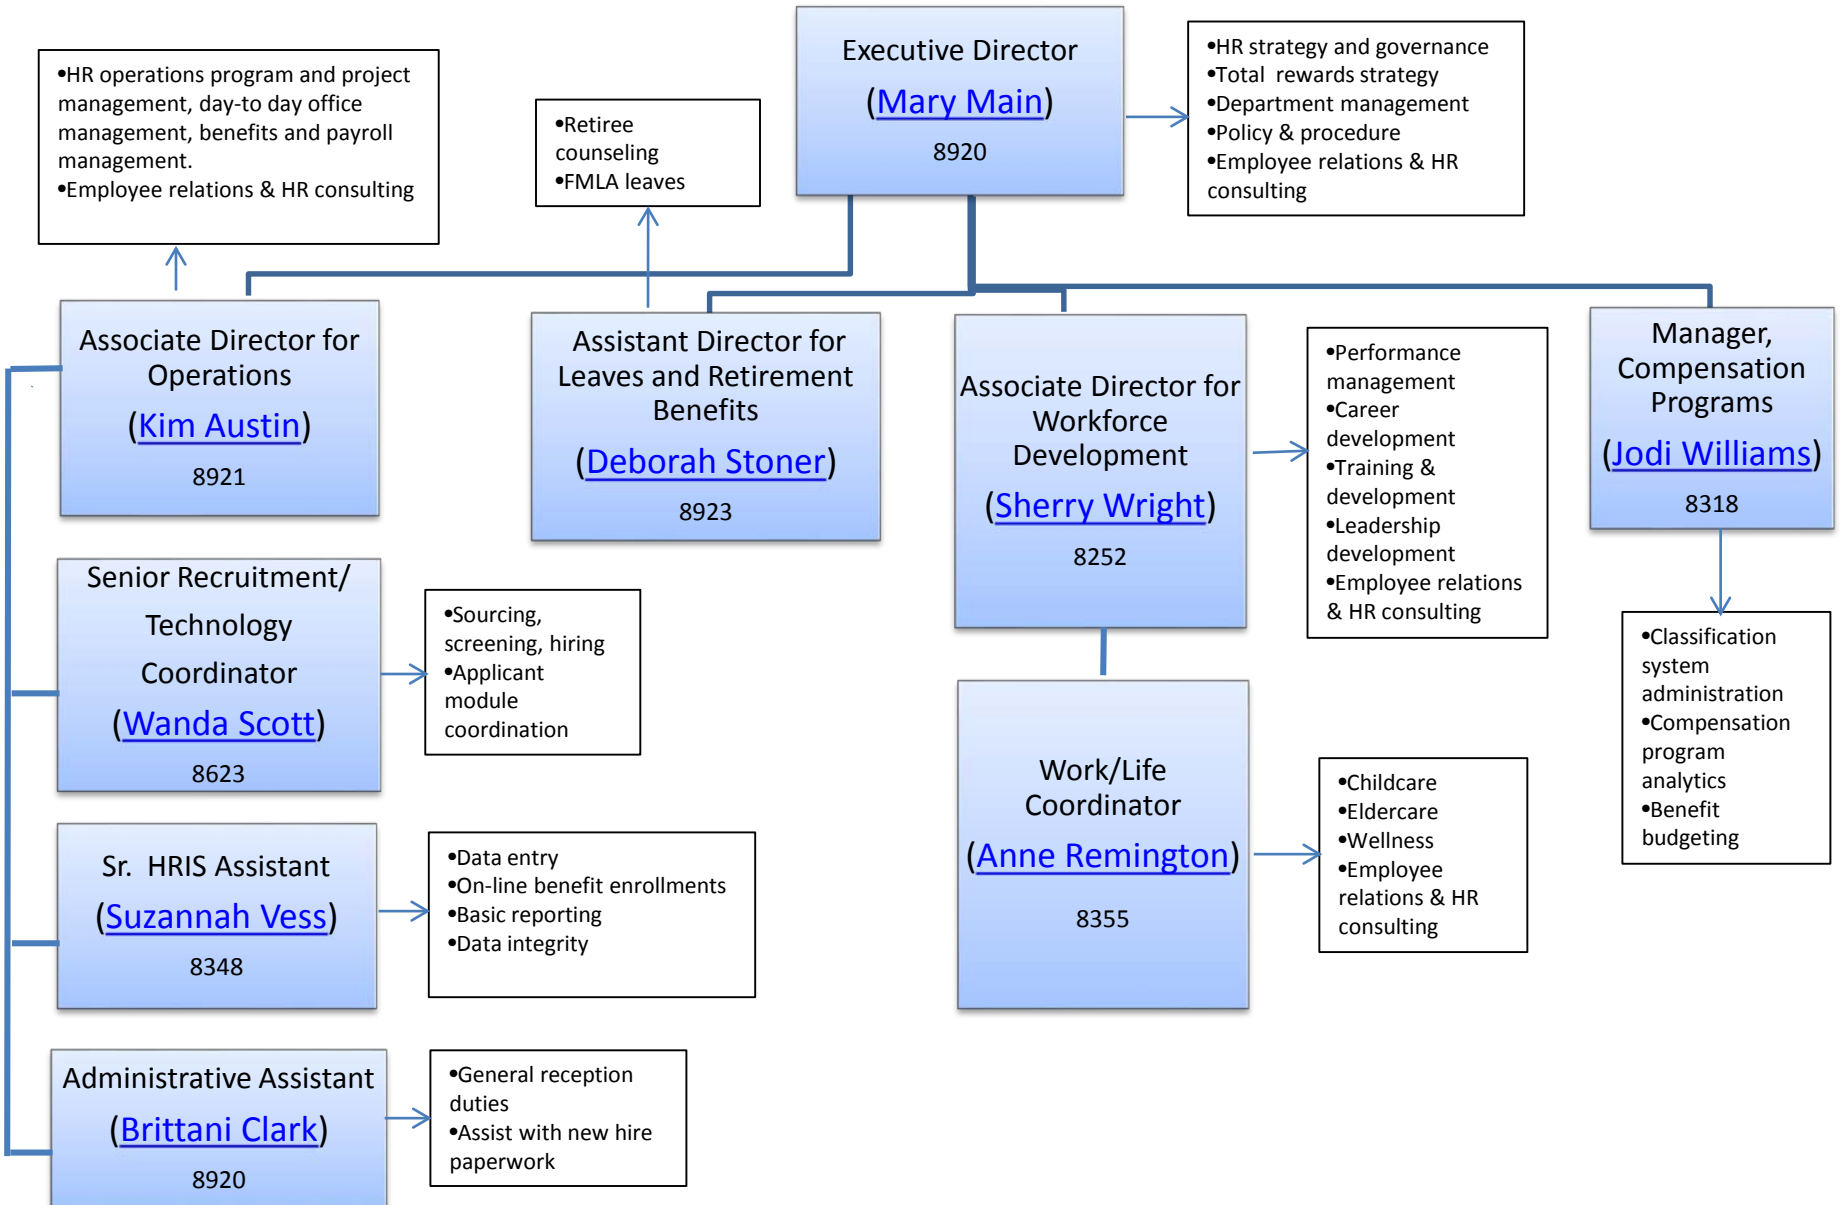 Executive Director
(Mary Main)
8920
•HR strategy and governance
•Total  rewards strategy
•Department management
•Policy & procedure
•Employee relations & HR
consulting
•HR operations program and project
management, day-to day office
management, benefits and payroll
management.
•Employee relations & HR consulting
•Retiree
counseling
•FMLA leaves
Associate Director for
Operations
(Kim Austin)
8921
Assistant Director for
Leaves and Retirement
Benefits
(Deborah Stoner)
8923
Associate Director for
Workforce
Development
(Sherry Wright)
8252
•Performance
management
•Career
development
•Training &
development
•Leadership
development
•Employee relations
& HR consulting
Manager,
Compensation
Programs
(Jodi Williams)
8318
•Classification
system
administration
•Compensation
program
analytics
•Benefit
budgeting
Senior Recruitment/
Technology
Coordinator
(Wanda Scott)
8623
•Sourcing,
screening, hiring
•Applicant
module
coordination
Work/Life
Coordinator
(Anne Remington)
8355
•Childcare
•Eldercare
•Wellness
•Employee
relations & HR
consulting
Sr.  HRIS Assistant
(Suzannah Vess)
8348
•Data entry
•On-line benefit enrollments
•Basic reporting
•Data integrity
Administrative Assistant
(Brittani Clark)
8920
•General reception
duties
•Assist with new hire
paperwork